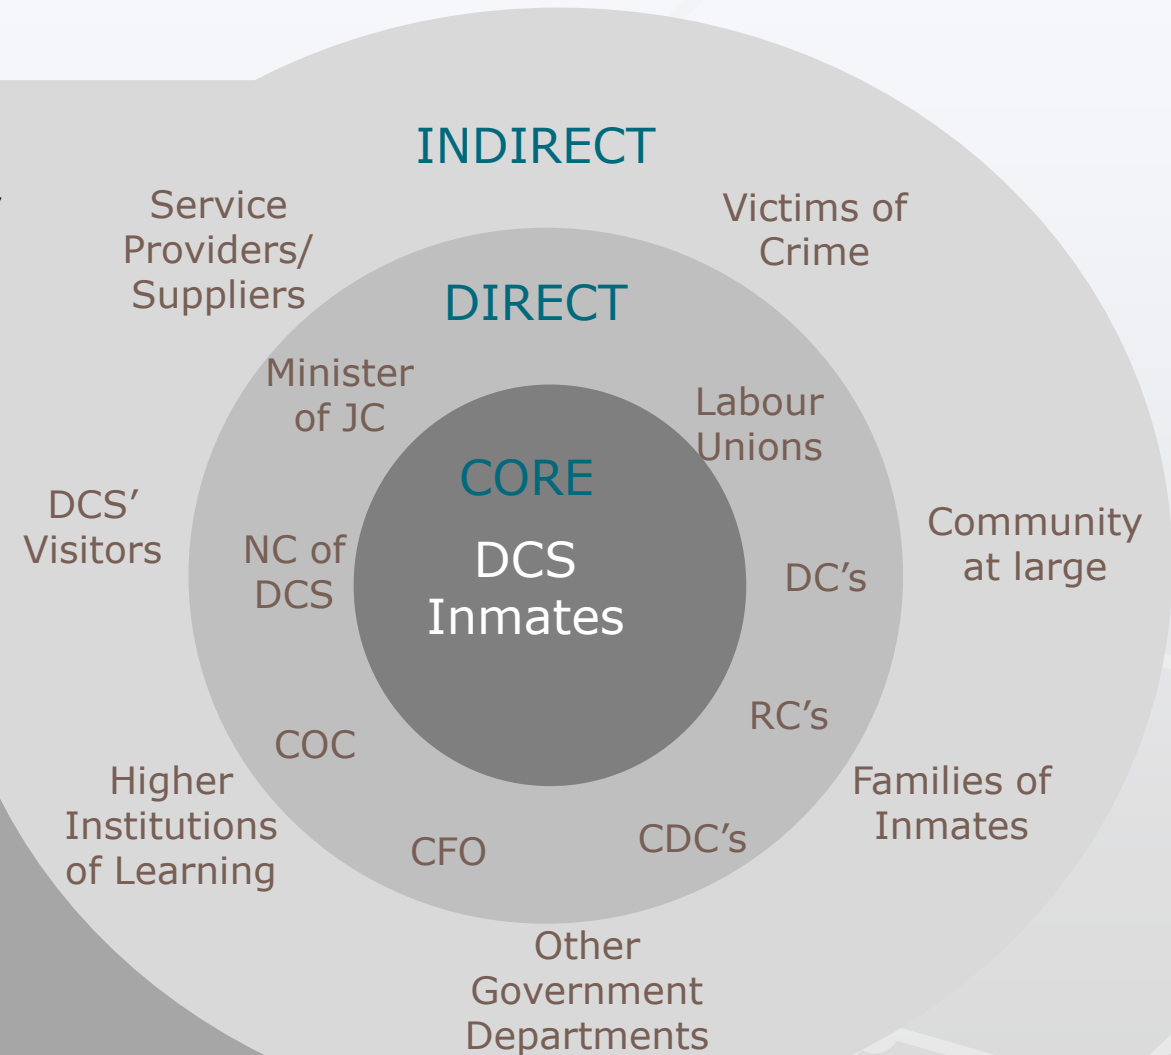 INDIRECT
Service
Providers/
Suppliers
Victims of
Crime
DIRECT
Minister
of JC
Labour
Unions
CORE
DCS
Inmates
DCS’
Visitors
NC of
DCS
DC’s
Community
at large
RC’s
COC
Higher
Institutions
of Learning
CFO
CDC’s
Families of
Inmates
Other
Government
Departments